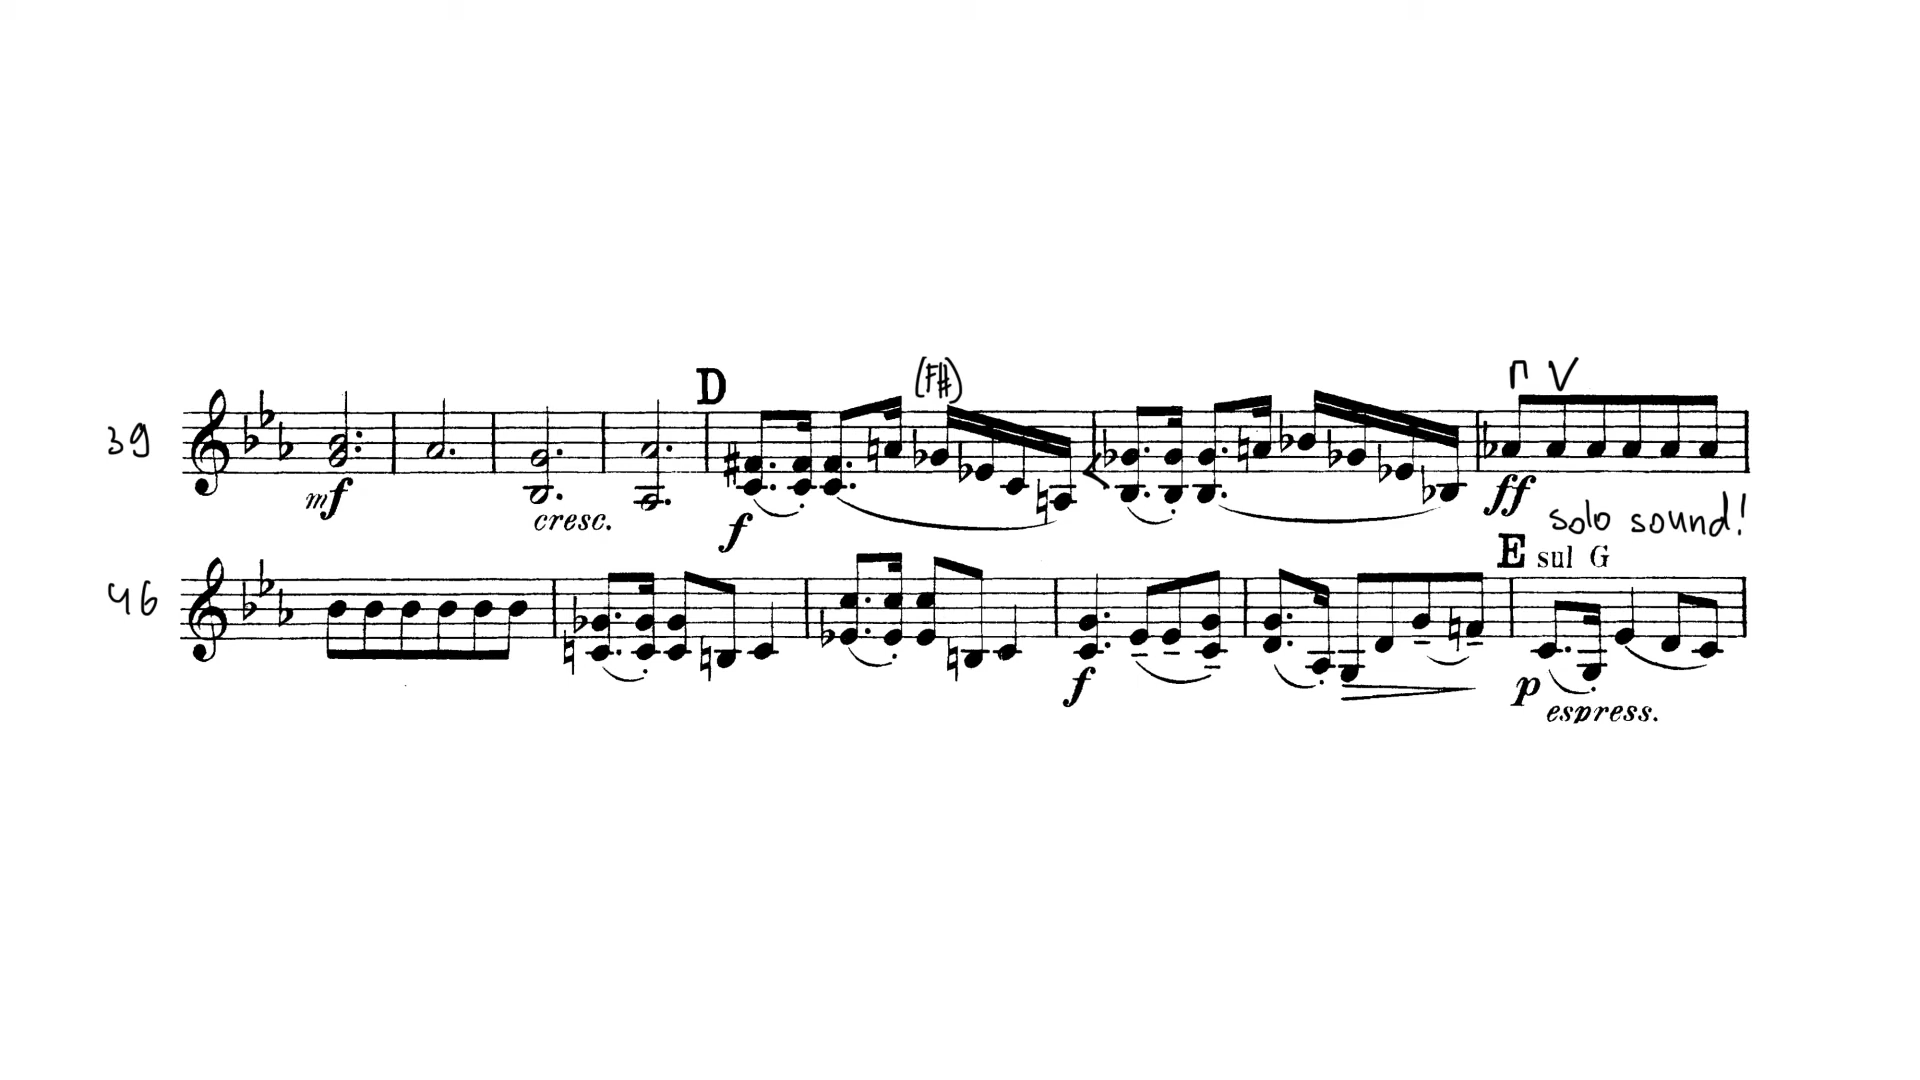 D (F#)
39
mf cresc. f ff
solo sound!
E sul G
46
f p
espress.